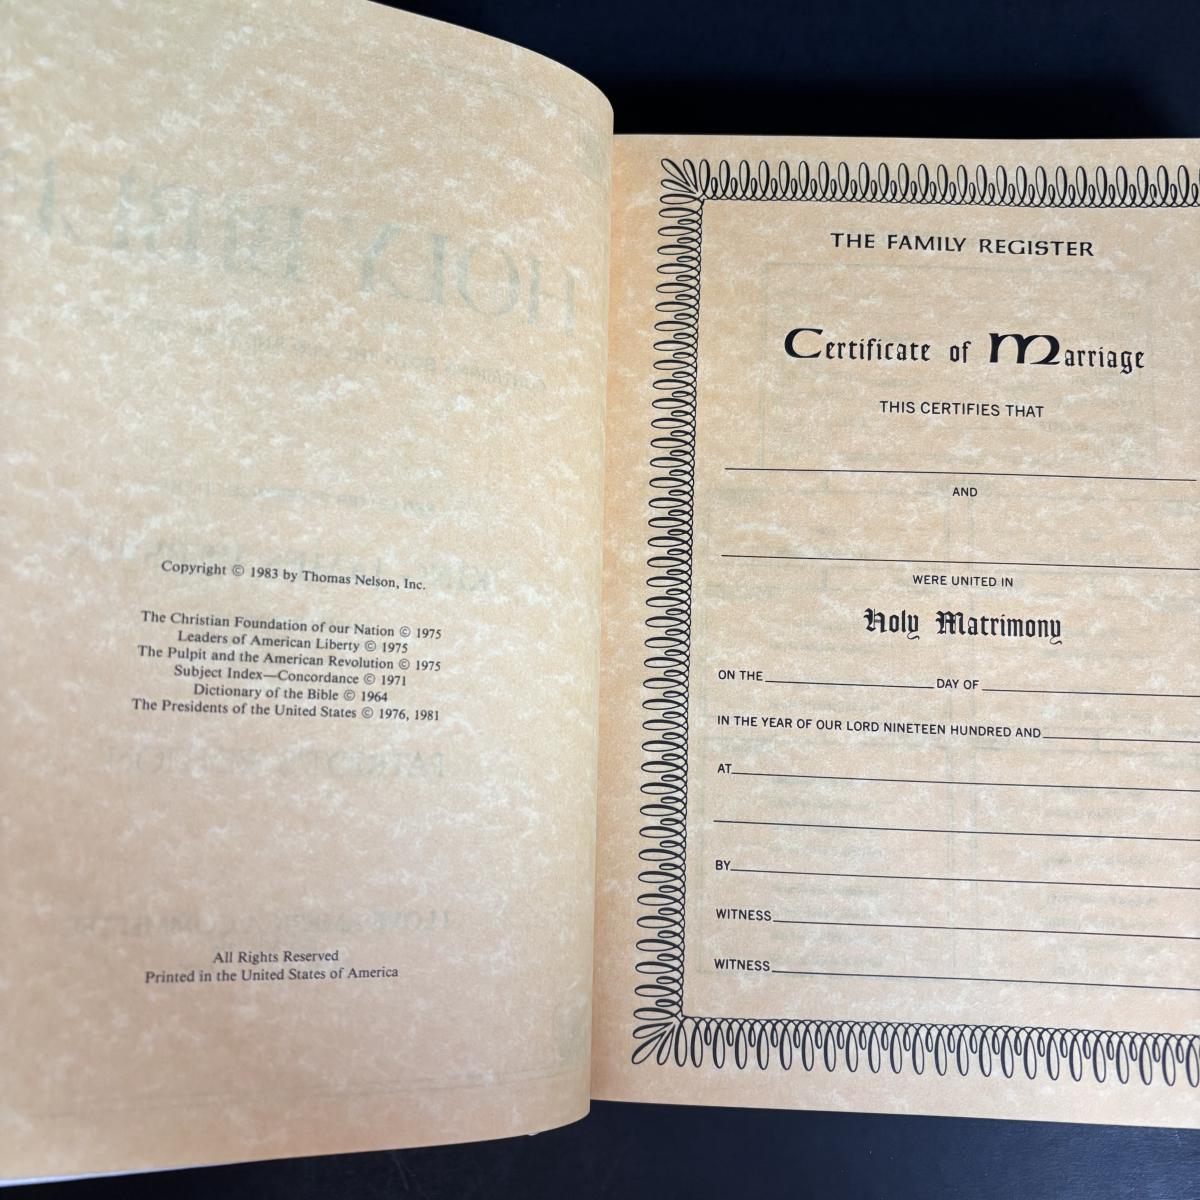 Copyright © 1983 by Thomas Nelson, Inc.
The Christian Foundation of our Nation © 1975
Leaders of American Liberty © 1975
The Pulpit and the American Revolution © 1975
Subject Index—Concordance © 1971
Dictionary of the Bible © 1964
The Presidents of the United States © 1976, 1981
All Rights Reserved
Printed in the United States of America
THE FAMILY REGISTER
Certificate of Marriage
THIS CERTIFIES THAT
AND
WERE UNITED IN
Holy Matrimony
ON THE DAY OF
IN THE YEAR OF OUR LORD NINETEEN HUNDRED AND
AT
BY
WITNESS
WITNESS